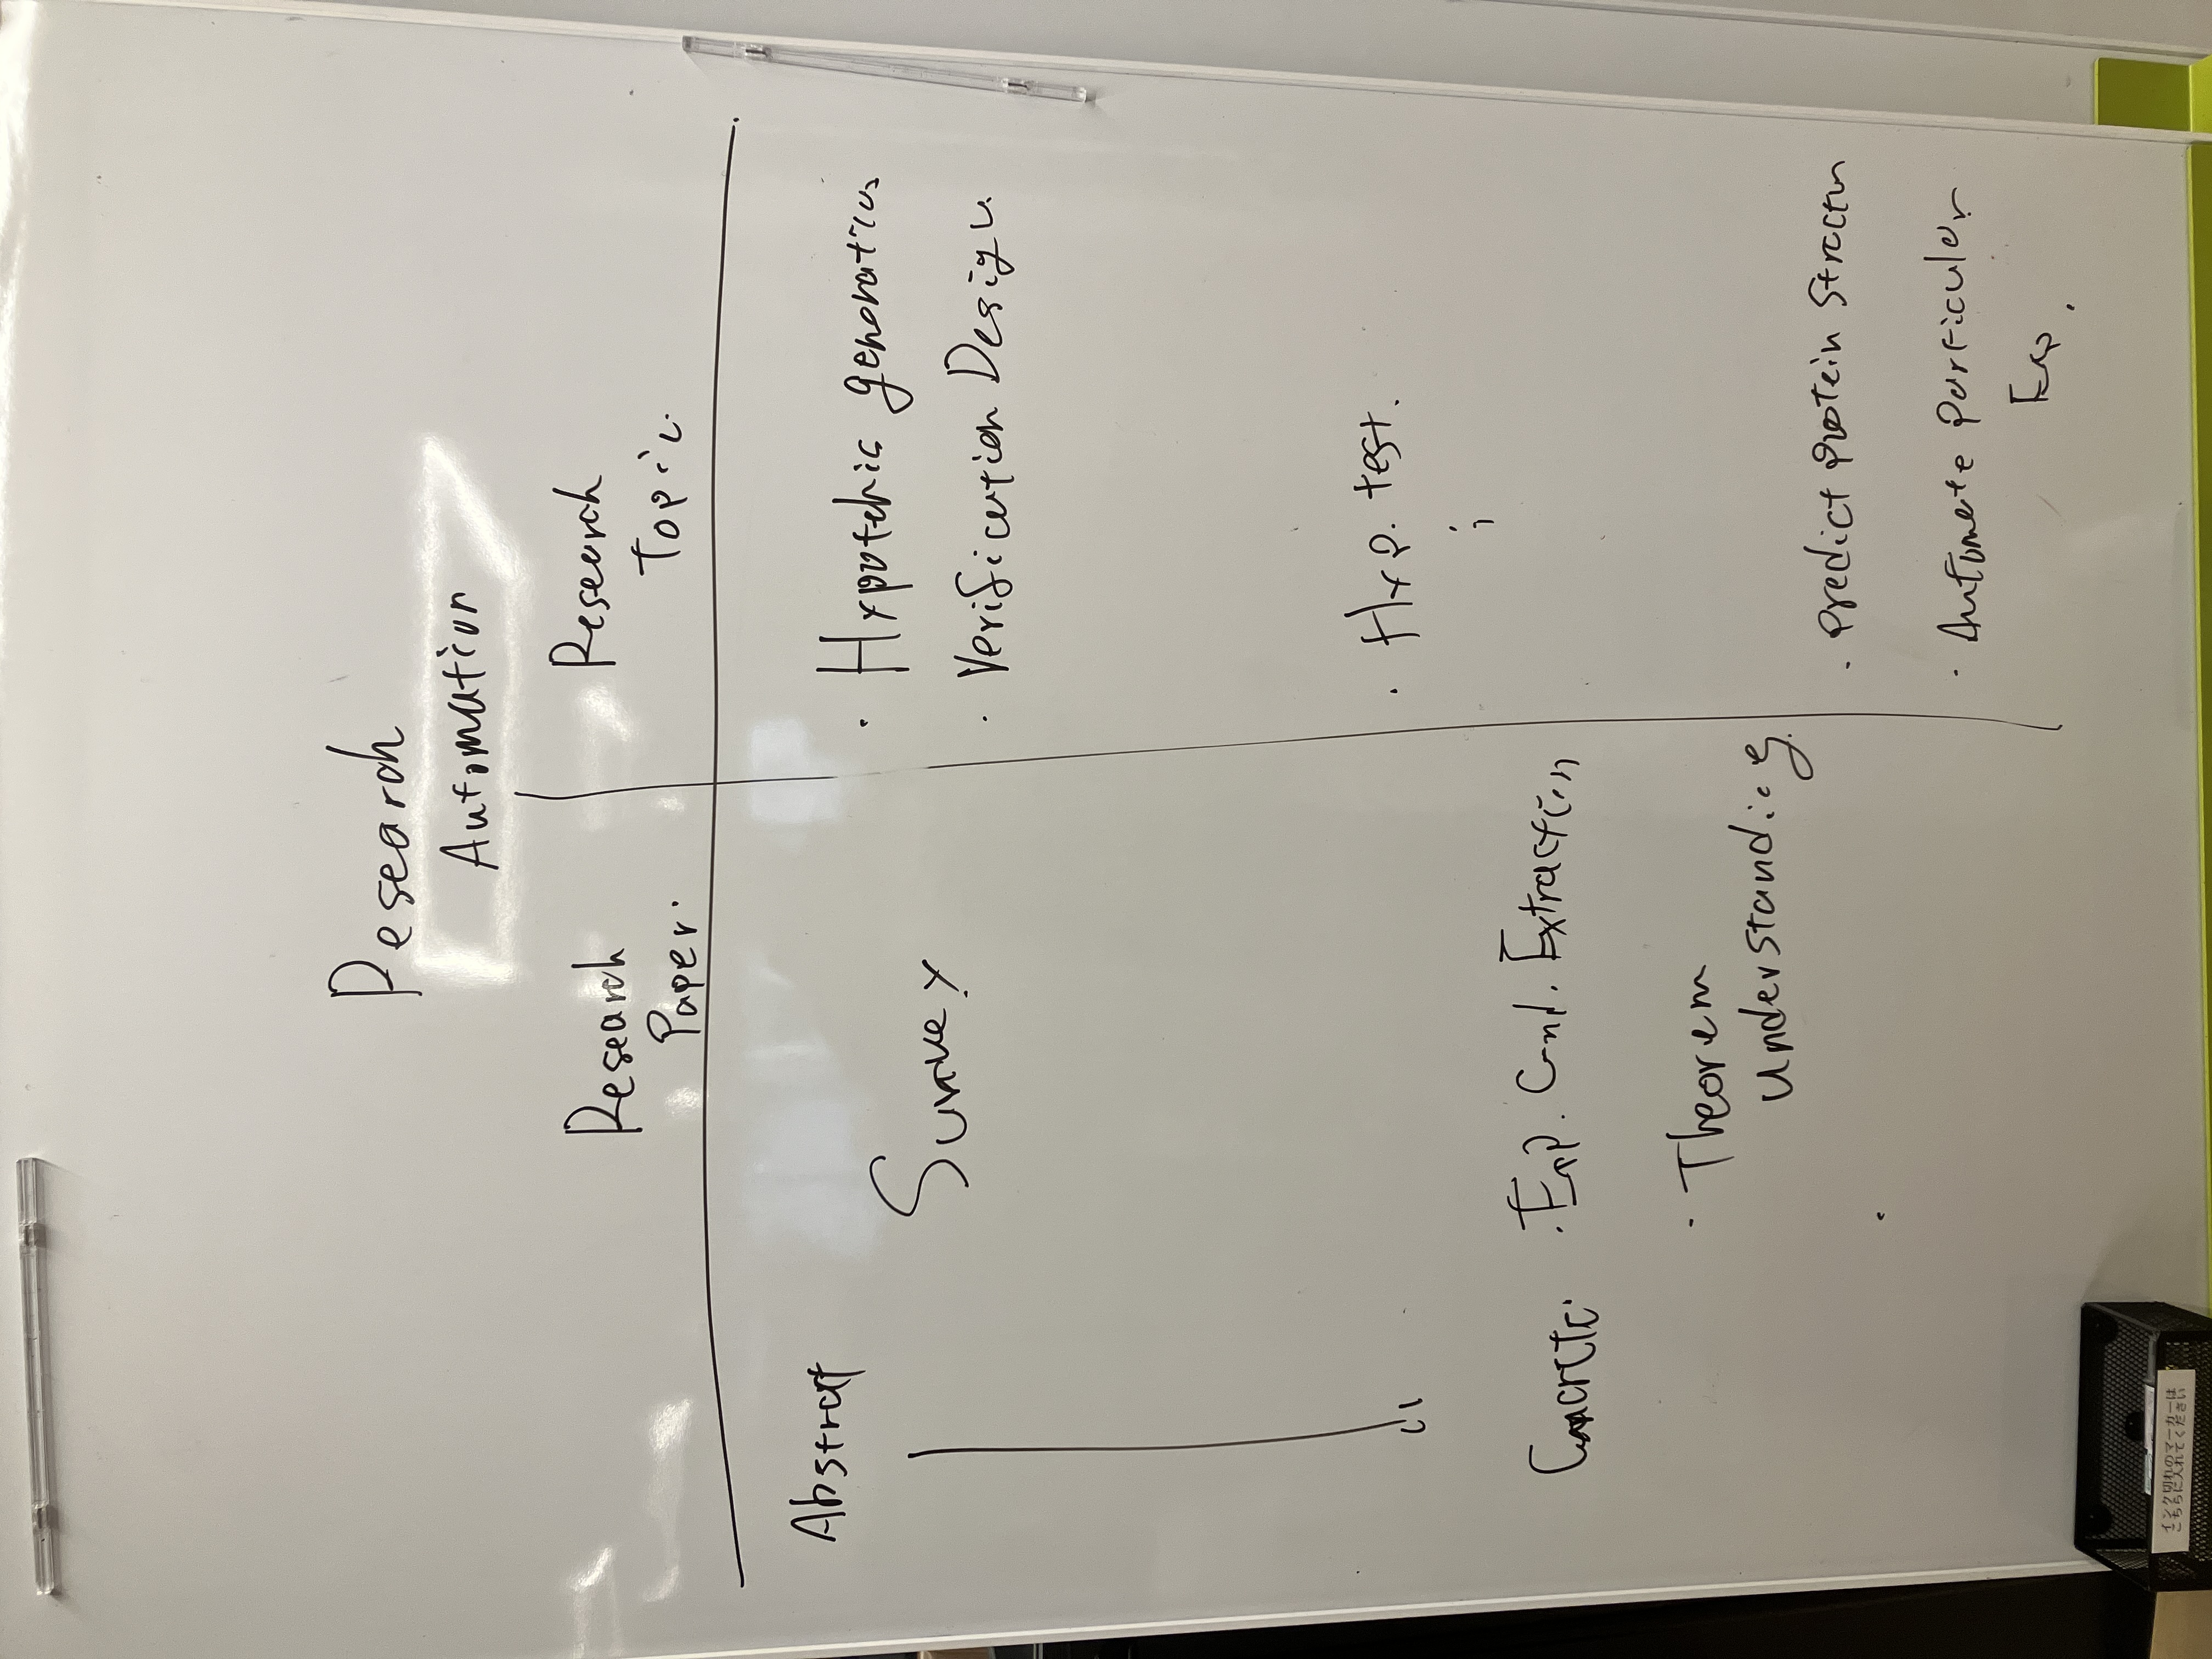 Research
Automation
Research
Paper.
Research
Topic.
Abstract
Survey
· Hypotehis generation
· Verification Design.
· Hyp. test.
Concrete.
· Exp. Cnd. Extraction
· Theorem
understanding
· predict protein Structur
· Automate particular
Exp.
インク切れのマーカーは
こちらに入れてください